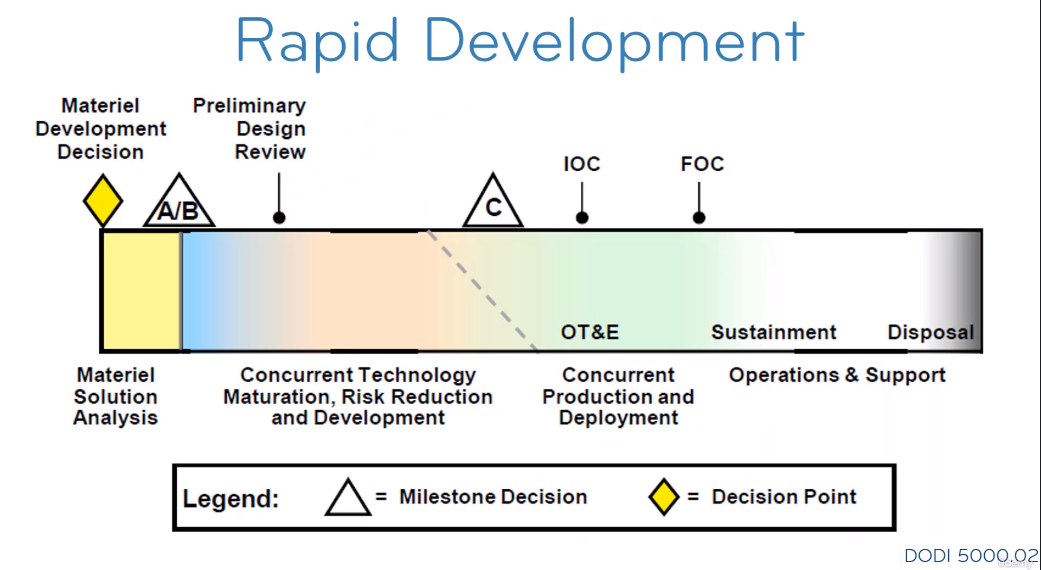 Rapid Development
Materiel
Development
Decision
Preliminary
Design
Review
A/B
C
IOC
FOC
OT&E
Sustainment
Disposal
Materiel
Solution
Analysis
Concurrent Technology
Maturation, Risk Reduction
and Development
Concurrent
Production and
Deployment
Operations & Support
Legend:
= Milestone Decision
= Decision Point
DODI 5000.02
udemy